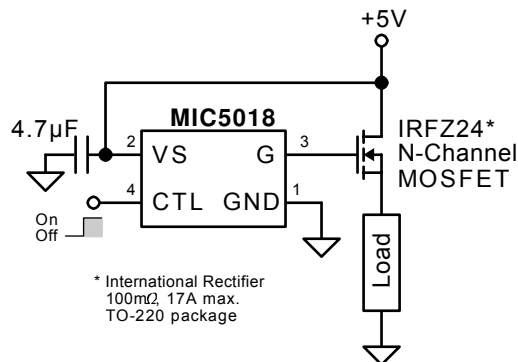 +5V
MIC5018
4.7µF
2
VS
G
3
IRFZ24*
N-Channel
MOSFET
4
CTL
GND
1
On
Off
Load
* International Rectifier
100mΩ, 17A max.
TO-220 package